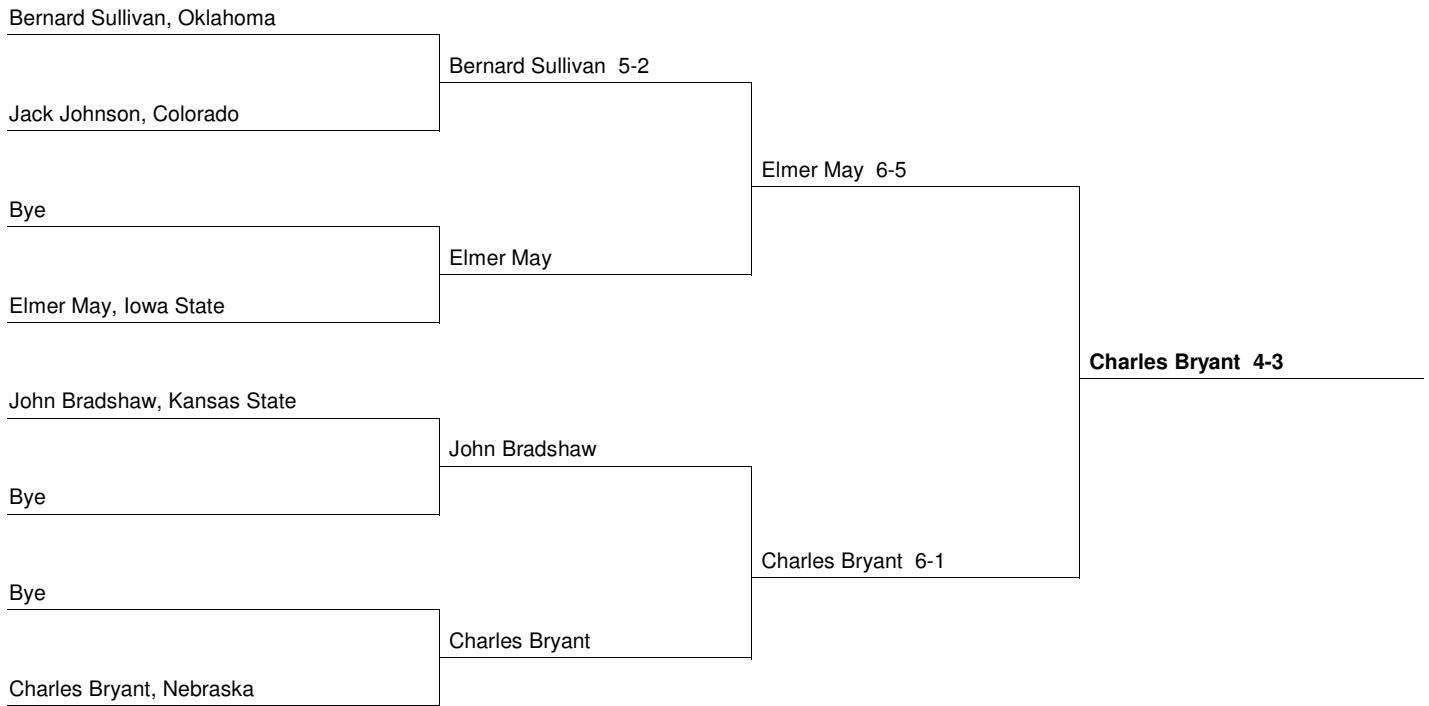 Bernard Sullivan, Oklahoma
Bernard Sullivan 5-2
Jack Johnson, Colorado
Elmer May 6-5
Bye
Elmer May
Elmer May, Iowa State
Charles Bryant 4-3
John Bradshaw, Kansas State
John Bradshaw
Bye
Charles Bryant 6-1
Bye
Charles Bryant
Charles Bryant, Nebraska